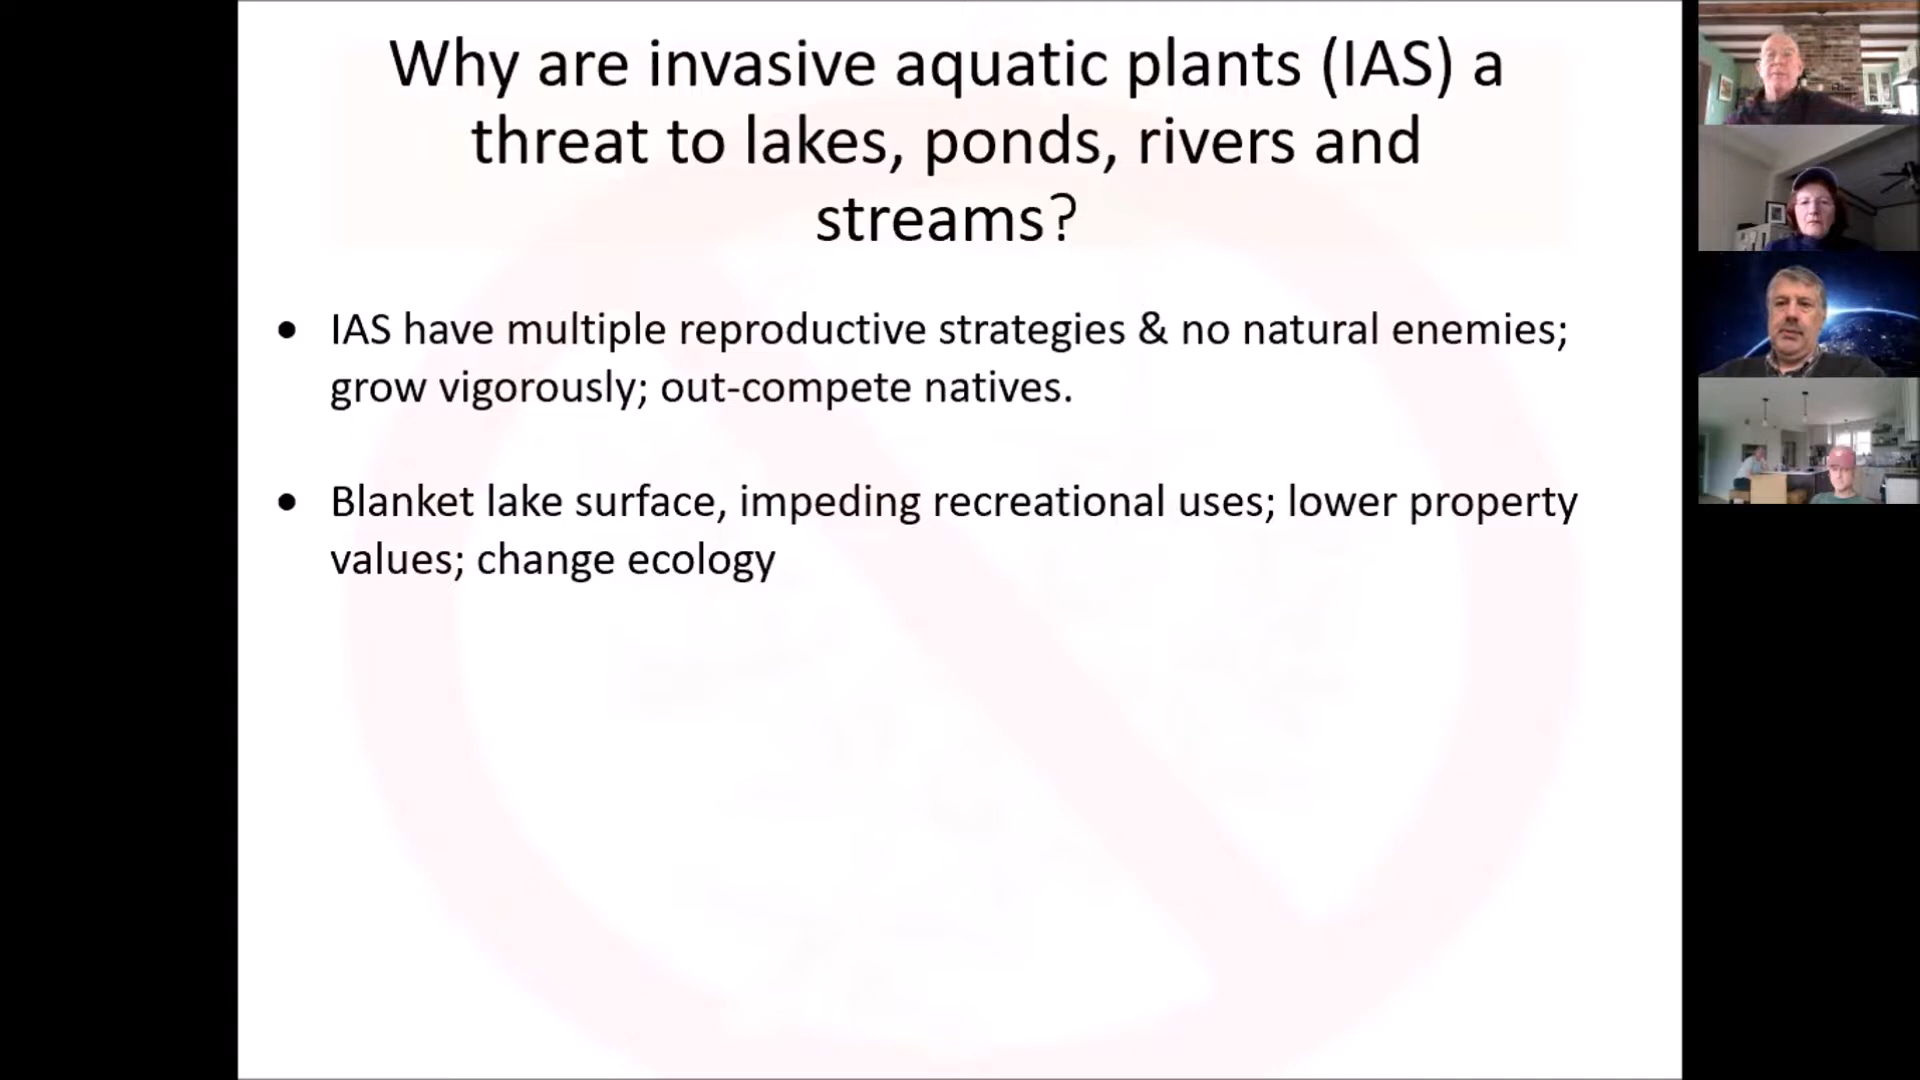 Why are invasive aquatic plants (IAS) a
threat to lakes, ponds, rivers and
streams?
• IAS have multiple reproductive strategies & no natural enemies;
grow vigorously; out-compete natives.
• Blanket lake surface, impeding recreational uses; lower property
values; change ecology